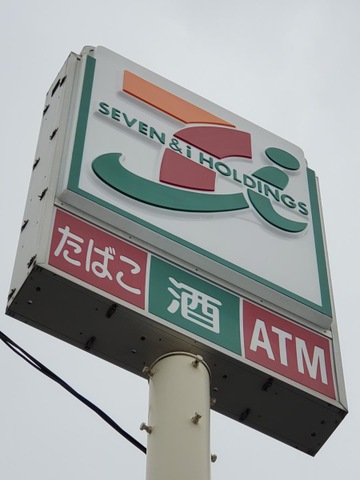 SEVEN & i HOLDINGS
たばこ 酒 ATM